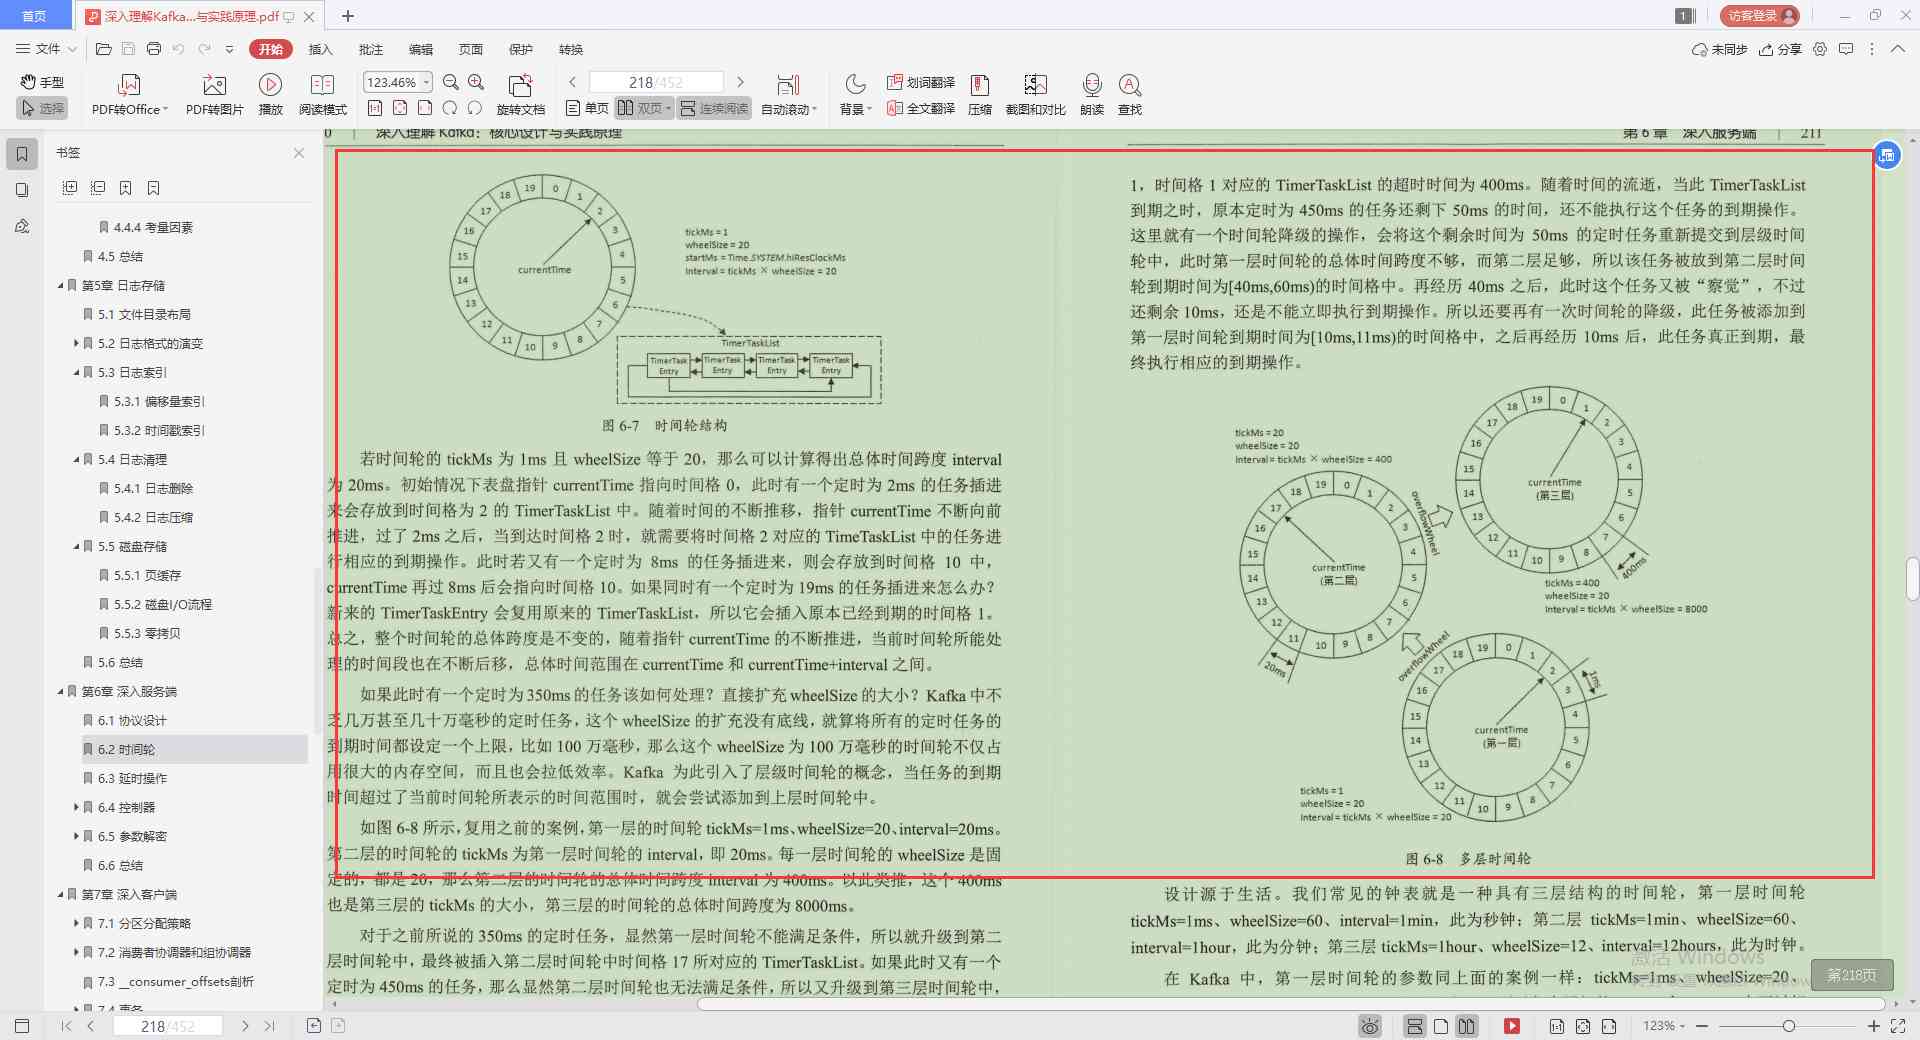 首页
深入理解Kafka...与实践原理.pdf
1
访客登录
文件
开始
插入
批注
编辑
页面
保护
转换
未同步
分享
手型
选择
PDF转Office
PDF转图片
播放
阅读模式
123.46%
旋转文档
218/452
单页
双页
连续阅读
自动滚动
背景
划词翻译
全文翻译
压缩
截图和对比
朗读
查找
书签
4.4.4 考量因素
4.5 总结
第5章 日志存储
5.1 文件目录布局
5.2 日志格式的演变
5.3 日志索引
5.3.1 偏移量索引
5.3.2 时间戳索引
5.4 日志清理
5.4.1 日志删除
5.4.2 日志压缩
5.5 磁盘存储
5.5.1 页缓存
5.5.2 磁盘I/O流程
5.5.3 零拷贝
5.6 总结
第6章 深入服务端
6.1 协议设计
6.2 时间轮
6.3 延时操作
6.4 控制器
6.5 参数解密
6.6 总结
第7章 深入客户端
7.1 分区分配策略
7.2 消费者协调器和组协调器
7.3 __consumer_offsets剖析
7.4 事务
0 | 深入理解 Kafka：核心设计与实践原理
0 1 2 3 4 5 6 7 8 9 10 11 12 13 14 15 16 17 18 19
currentTime
tickMs = 1
wheelSize = 20
startMs = Time.SYSTEM.hiResClockMs
Interval = tickMs × wheelSize = 20
TimerTaskList
TimerTask Entry
TimerTask Entry
TimerTask Entry
TimerTask Entry
图 6-7 时间轮结构
若时间轮的 tickMs 为 1ms 且 wheelSize 等于 20，那么可以计算得出总体时间跨度 interval
为 20ms。初始情况下表盘指针 currentTime 指向时间格 0，此时有一个定时为 2ms 的任务插进
来会存放到时间格为 2 的 TimerTaskList 中。随着时间的不断推移，指针 currentTime 不断向前
推进，过了 2ms 之后，当到达时间格 2 时，就需要将时间格 2 对应的 TimeTaskList 中的任务进
行相应的到期操作。此时若又有一个定时为 8ms 的任务插进来，则会存放到时间格 10 中，
currentTime 再过 8ms 后会指向时间格 10。如果同时有一个定时为 19ms 的任务插进来怎么办？
新来的 TimerTaskEntry 会复用原来的 TimerTaskList，所以它会插入原本已经到期的时间格 1。
总之，整个时间轮的总体跨度是不变的，随着指针 currentTime 的不断推进，当前时间轮所能处
理的时间段也在不断后移，总体时间范围在 currentTime 和 currentTime+interval 之间。
如果此时有一个定时为 350ms 的任务该如何处理？直接扩充 wheelSize 的大小？Kafka 中不
乏几万甚至几十万毫秒的定时任务，这个 wheelSize 的扩充没有底线，就算将所有的定时任务的
到期时间都设定一个上限，比如 100 万毫秒，那么这个 wheelSize 为 100 万毫秒的时间轮不仅占
用很大的内存空间，而且也会拉低效率。Kafka 为此引入了层级时间轮的概念，当任务的到期
时间超过了当前时间轮所表示的时间范围时，就会尝试添加到上层时间轮中。
如图 6-8 所示，复用之前的案例，第一层的时间轮 tickMs=1ms、wheelSize=20、interval=20ms。
第二层的时间轮的 tickMs 为第一层时间轮的 interval，即 20ms。每一层时间轮的 wheelSize 是固
定的，都是 20，那么第二层的时间轮的总体时间跨度 interval 为 400ms。以此类推，这个 400ms
也是第三层的 tickMs 的大小，第三层的时间轮的总体时间跨度为 8000ms。
对于之前所说的 350ms 的定时任务，显然第一层时间轮不能满足条件，所以就升级到第二
层时间轮中，最终被插入第二层时间轮中时间格 17 所对应的 TimerTaskList。如果此时又有一个
定时为 450ms 的任务，那么显然第二层时间轮也无法满足条件，所以又升级到第三层时间轮中，
第 6 章 深入服务端 | 211
1，时间格 1 对应的 TimerTaskList 的超时时间为 400ms。随着时间的流逝，当此 TimerTaskList
到期之时，原本定时为 450ms 的任务还剩下 50ms 的时间，还不能执行这个任务的到期操作。
这里就有一个时间轮降级的操作，会将这个剩余时间为 50ms 的定时任务重新提交到层级时间
轮中，此时第一层时间轮的总体时间跨度不够，而第二层足够，所以该任务被放到第二层时间
轮到期时间为[40ms,60ms)的时间格中。再经历 40ms 之后，此时这个任务又被“察觉”，不过
还剩余 10ms，还是不能立即执行到期操作。所以还要再有一次时间轮的降级，此任务被添加到
第一层时间轮到期时间为[10ms,11ms)的时间格中，之后再经历 10ms 后，此任务真正到期，最
终执行相应的到期操作。
tickMs = 20
wheelSize = 20
Interval = tickMs × wheelSize = 400
0 1 2 3 4 5 6 7 8 9 10 11 12 13 14 15 16 17 18 19
currentTime
(第三层)
400ms
tickMs = 400
wheelSize = 20
Interval = tickMs × wheelSize = 8000
overflowWheel
0 1 2 3 4 5 6 7 8 9 10 11 12 13 14 15 16 17 18 19
currentTime
(第二层)
20ms
overflowWheel
0 1 2 3 4 5 6 7 8 9 10 11 12 13 14 15 16 17 18 19
currentTime
(第一层)
1ms
tickMs = 1
wheelSize = 20
Interval = tickMs × wheelSize = 20
图 6-8 多层时间轮
设计源于生活。我们常见的钟表就是一种具有三层结构的时间轮，第一层时间轮
tickMs=1ms、wheelSize=60、interval=1min，此为秒钟；第二层 tickMs=1min、wheelSize=60、
interval=1hour，此为分钟；第三层 tickMs=1hour、wheelSize=12、interval=12hours，此为时钟。
在 Kafka 中，第一层时间轮的参数同上面的案例一样：tickMs=1ms、wheelSize=20、
激活 Windows
第218页
218/452
123%